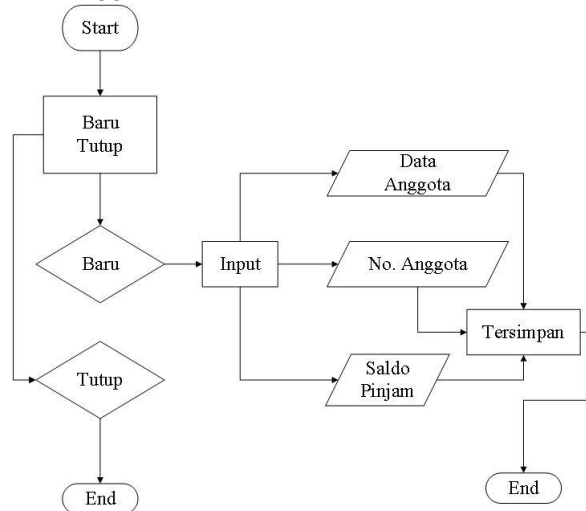 Start
Baru
Tutup
Data
Anggota
Baru
Input
No. Anggota
Tersimpan
Tutup
Saldo
Pinjam
End
End